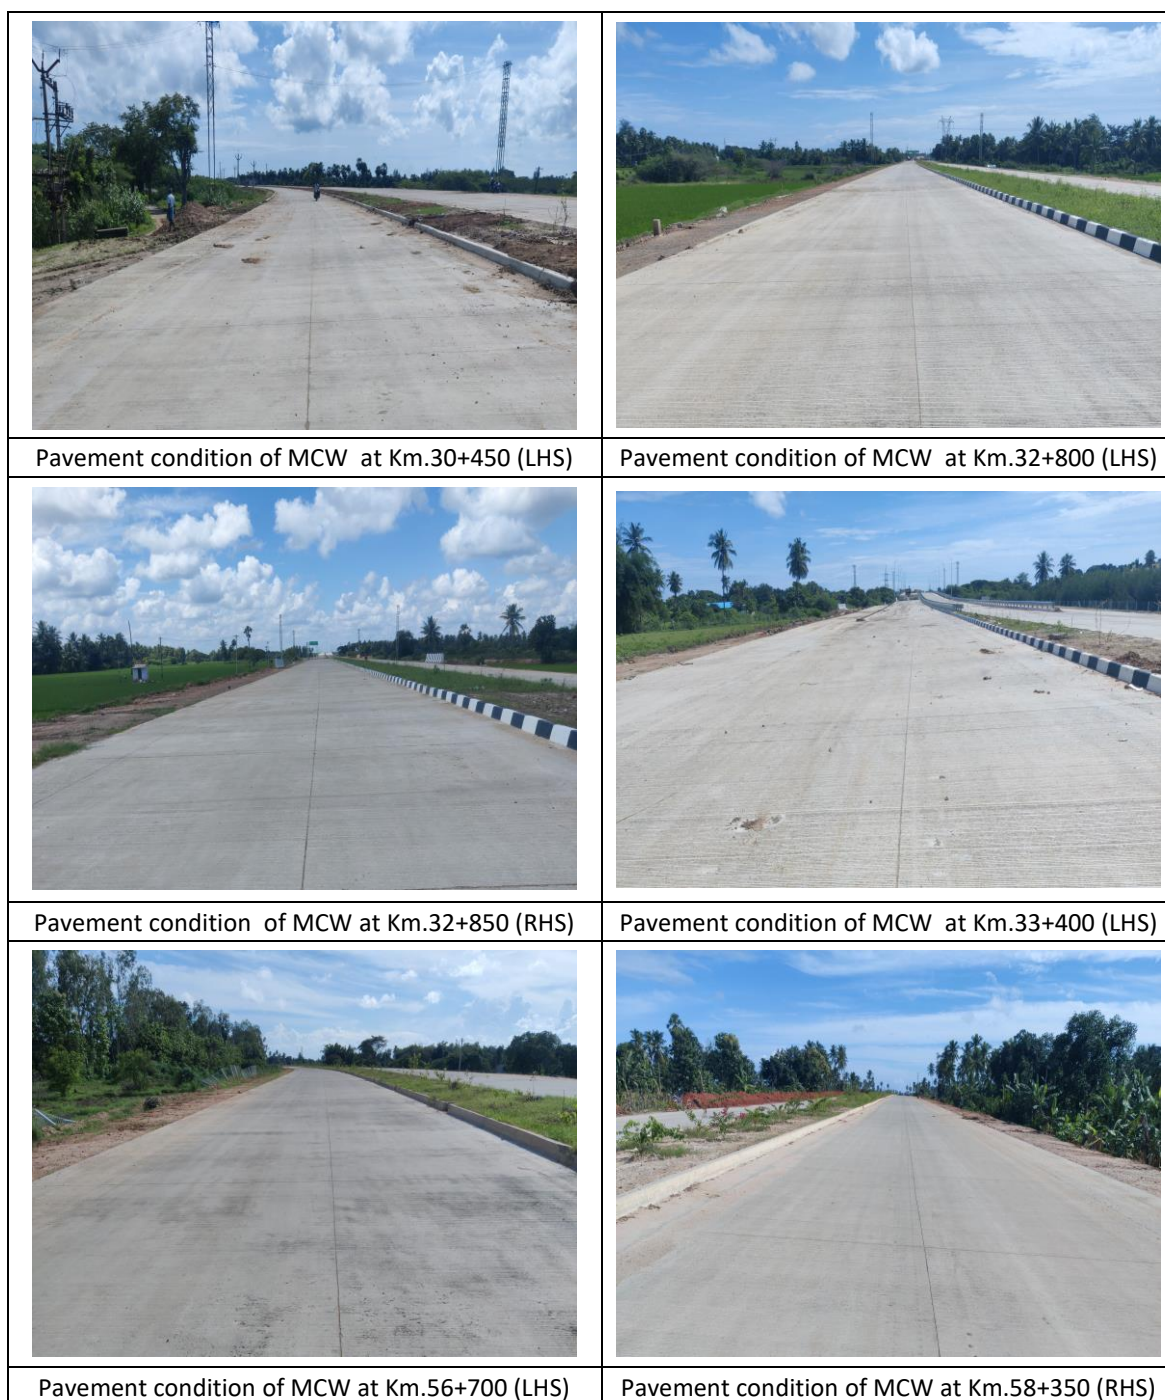 Pavement condition of MCW at Km.30+450 (LHS)
Pavement condition of MCW at Km.32+800 (LHS)
Pavement condition of MCW at Km.32+850 (RHS)
Pavement condition of MCW at Km.33+400 (LHS)
Pavement condition of MCW at Km.56+700 (LHS)
Pavement condition of MCW at Km.58+350 (RHS)